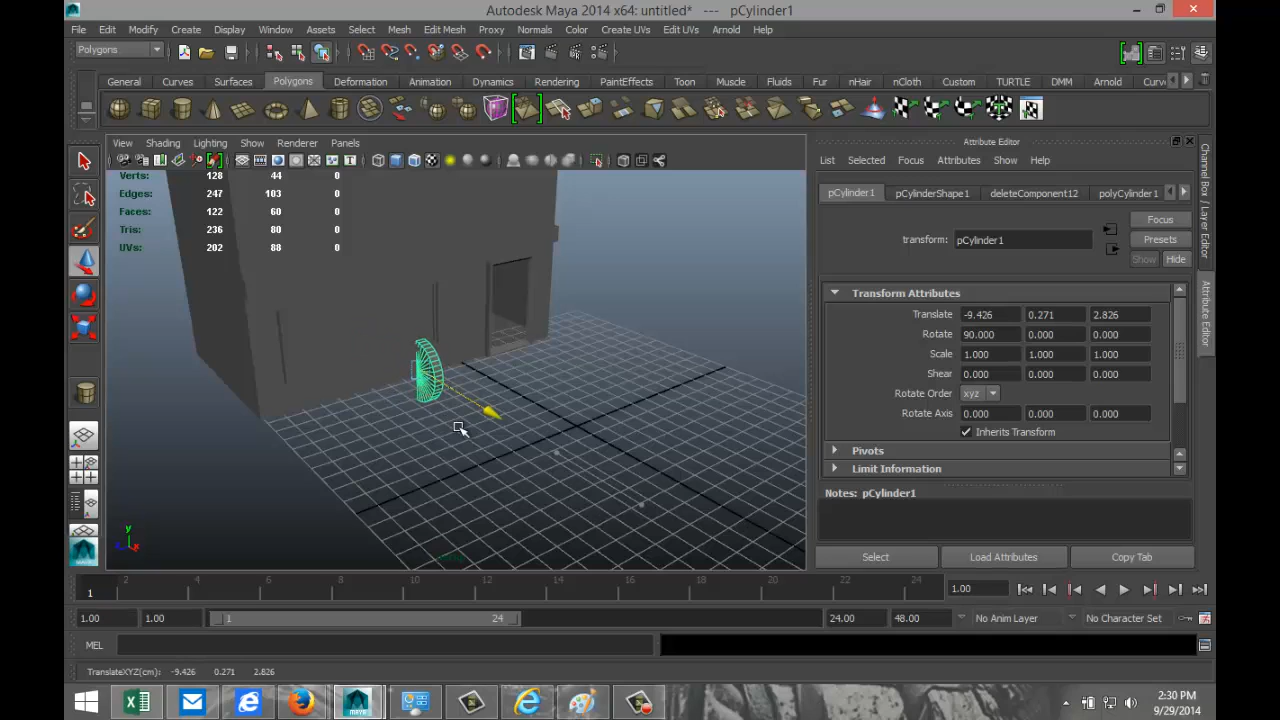 Autodesk Maya 2014 x64: untitled* --- pCylinder1
File Edit Modify Create Display Window Assets Select Mesh Edit Mesh Normals Color Create UVs Edit UVs Arnold Help
Polygons
General Curves Surfaces Polygons Deformation Animation Dynamics Rendering PaintEffects Toon Muscle Fluids Fur nHair nCloth Custom TURTLE DMM Arnold Curv
View Shading Lighting Show Renderer Panels
Verts: 128 44 0
Edges: 247 103 0
Faces: 122 60 0
Tris: 236 80 0
UVs: 202 88 0
y
x
Attribute Editor
List Selected Focus Attributes Show Help
pCylinder1 pCylinderShape1 deleteComponent12 polyCylinder1
transform: pCylinder1
Focus
Presets
Show Hide
Transform Attributes
Translate -9.426 0.271 2.826
Rotate 90.000 0.000 0.000
Scale 1.000 1.000 1.000
Shear 0.000 0.000 0.000
Rotate Order xyz
Rotate Axis 0.000 0.000 0.000
Inherits Transform
Pivots
Limit Information
Notes: pCylinder1
Select Load Attributes Copy Tab
Channel Box / Layer Editor
Attribute Editor
2 4 6 8 10 12 14 16 18 20 22 24
1
1.00
1.00 1.00 1 24 24.00 48.00 No Anim Layer No Character Set
MEL
TranslateXYZ(cm): -9.426 0.271 2.826
2:30 PM
9/29/2014